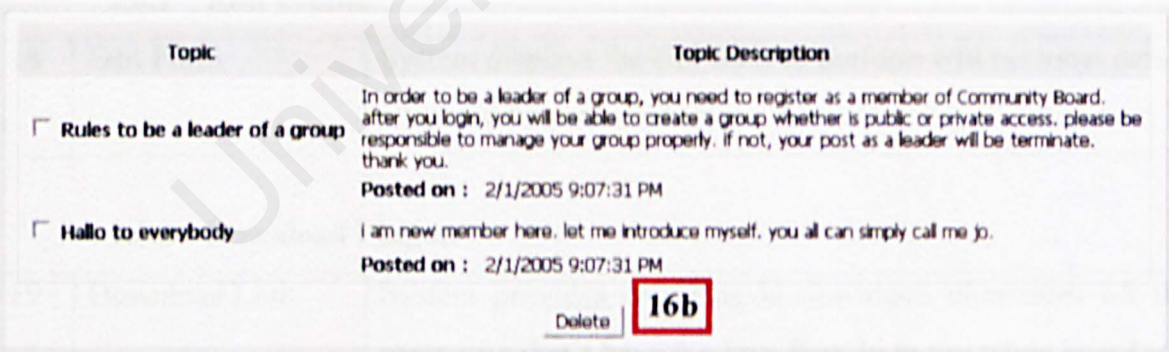 Topic Topic Description
Rules to be a leader of a group
In order to be a leader of a group, you need to register as a member of Community Board.
after you login, you will be able to create a group whether is public or private access. please be
responsible to manage your group properly. if not, your post as a leader will be terminate.
thank you.
Posted on : 2/1/2005 9:07:31 PM
Hallo to everybody
i am new member here. let me introduce myself. you all can simply call me jo.
Posted on : 2/1/2005 9:07:31 PM
Delete 16b